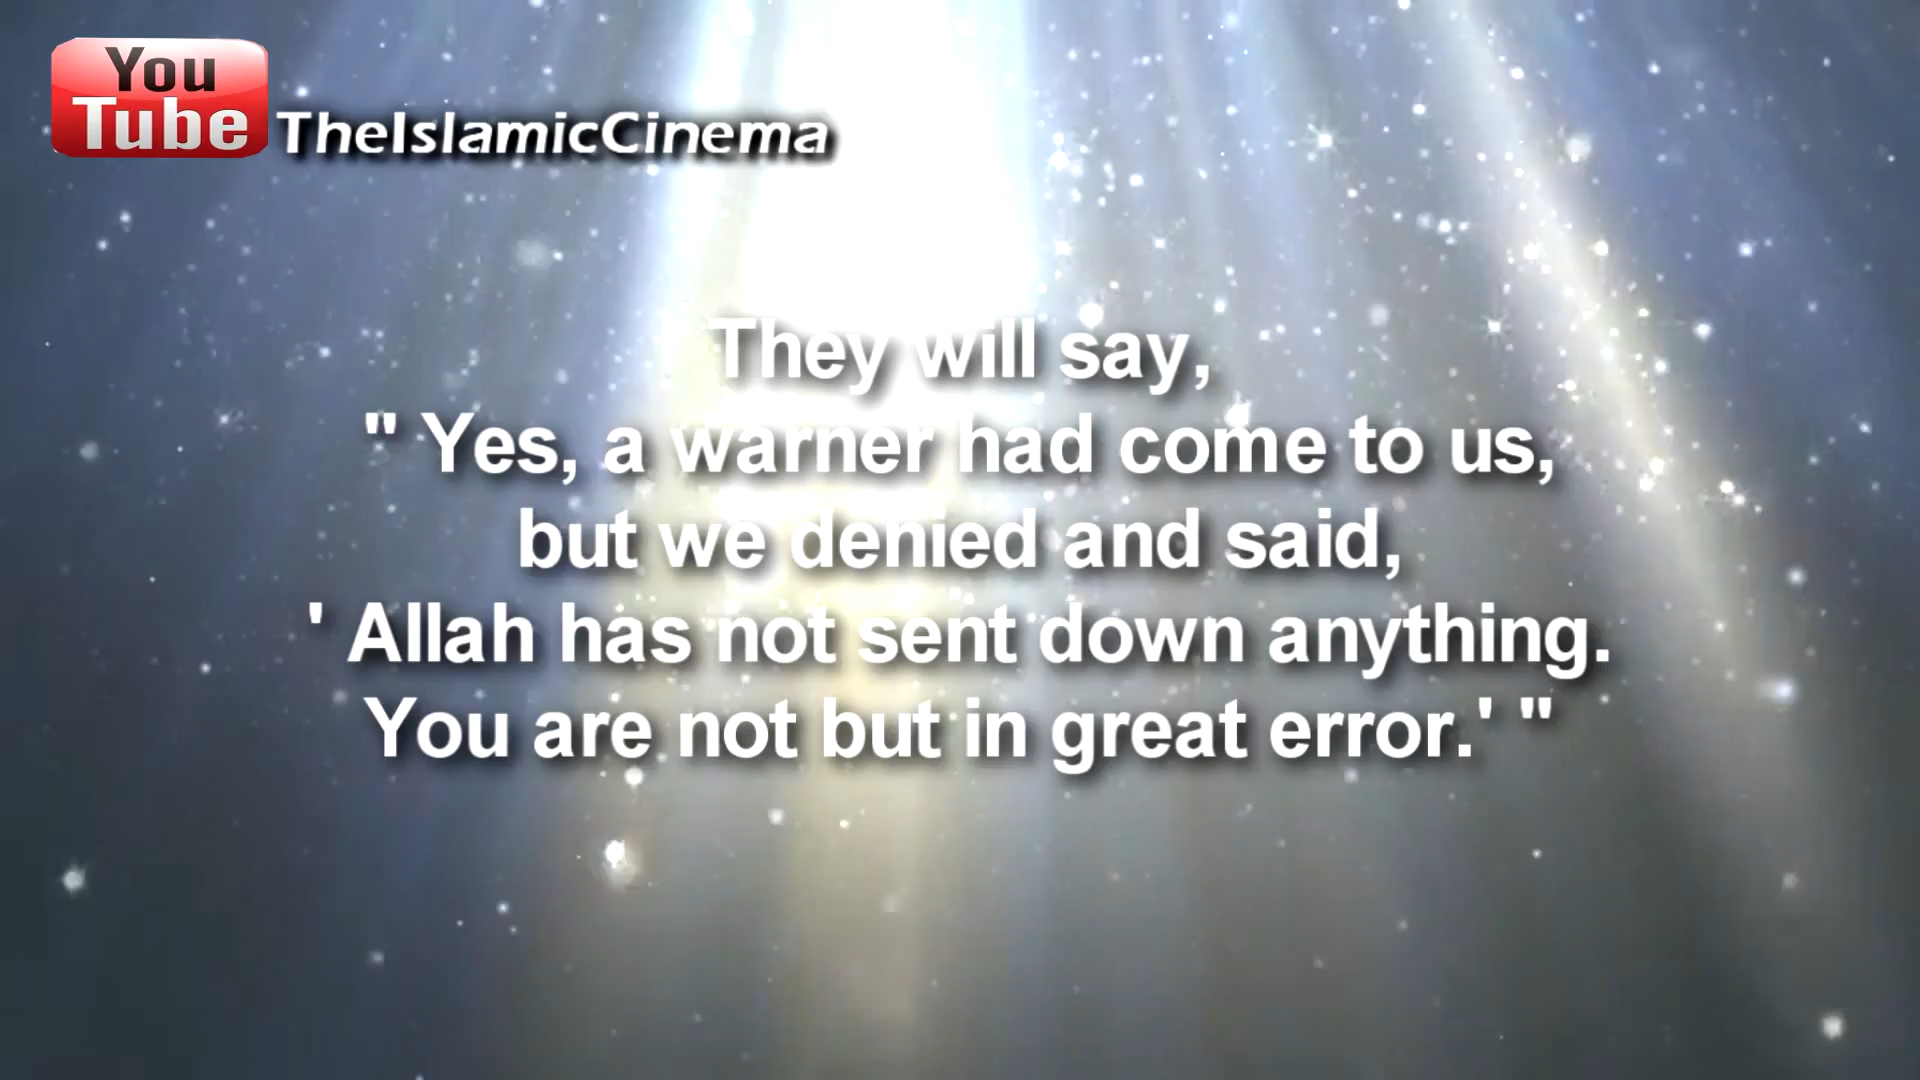 You
Tube
TheIslamicCinema
They will say,
" Yes, a warner had come to us,
but we denied and said,
' Allah has not sent down anything.
You are not but in great error.' "